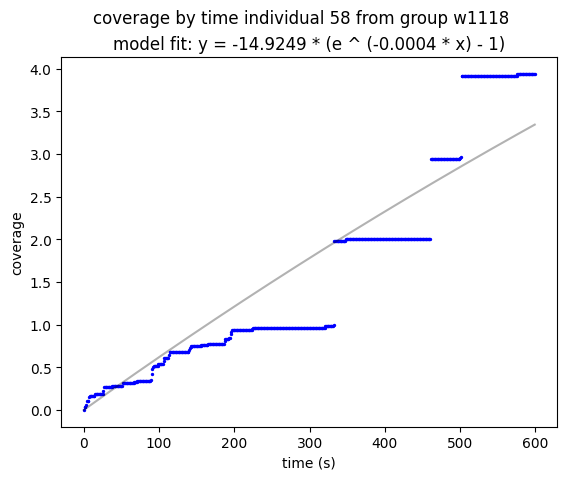 coverage by time individual 58 from group w1118
model fit: y = -14.9249 * (e ^ (-0.0004 * x) - 1)
4.0
3.5
3.0
2.5
2.0
1.5
1.0
0.5
0.0
coverage
0 100 200 300 400 500 600
time (s)